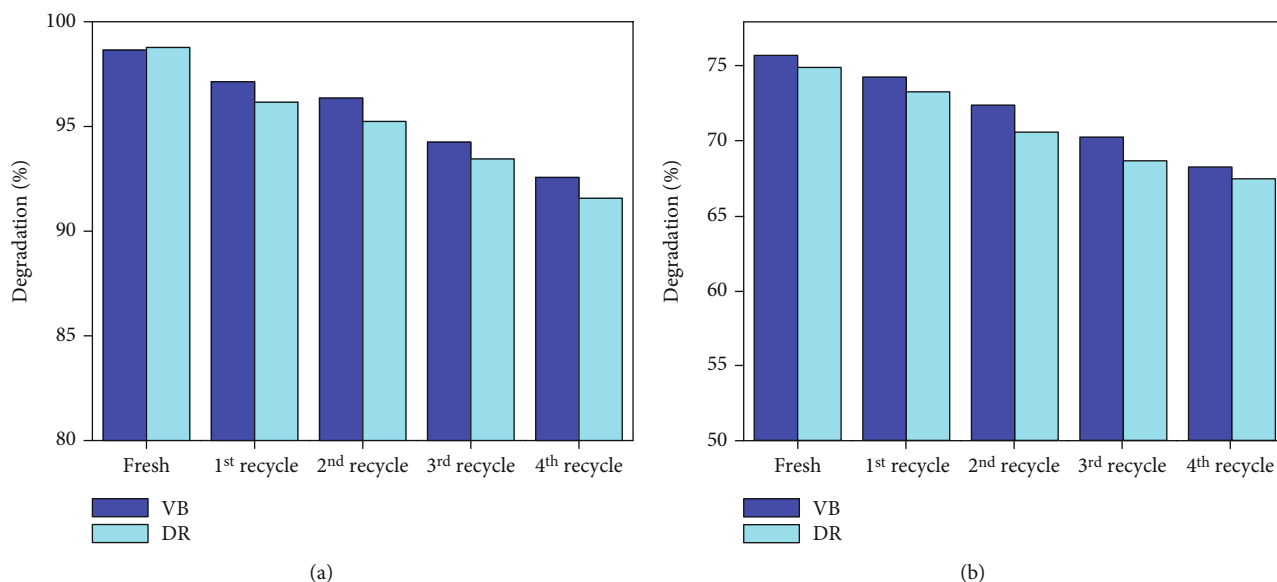 Degradation (%)
100
95
90
85
80
Fresh 1st recycle 2nd recycle 3rd recycle 4th recycle
VB
DR
(a)
Degradation (%)
75
70
65
60
55
50
Fresh 1st recycle 2nd recycle 3rd recycle 4th recycle
VB
DR
(b)